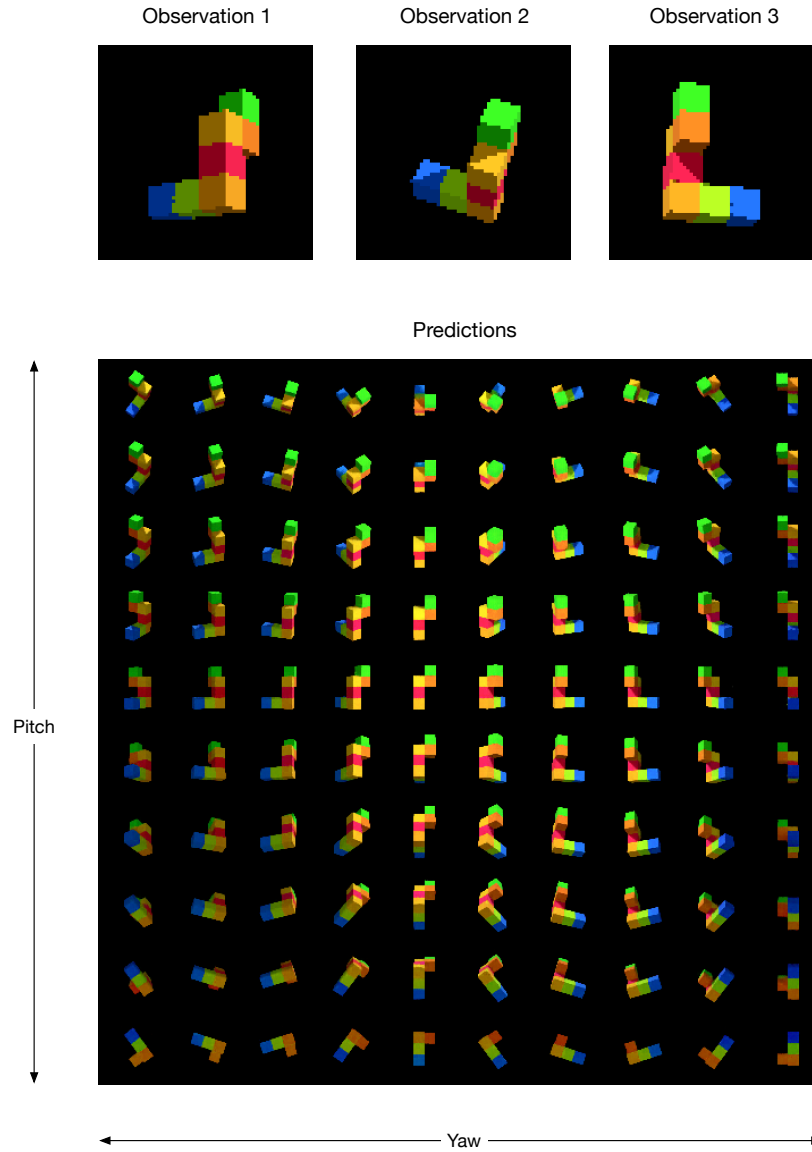 Observation 1
Observation 2
Observation 3
Predictions
Pitch
Yaw